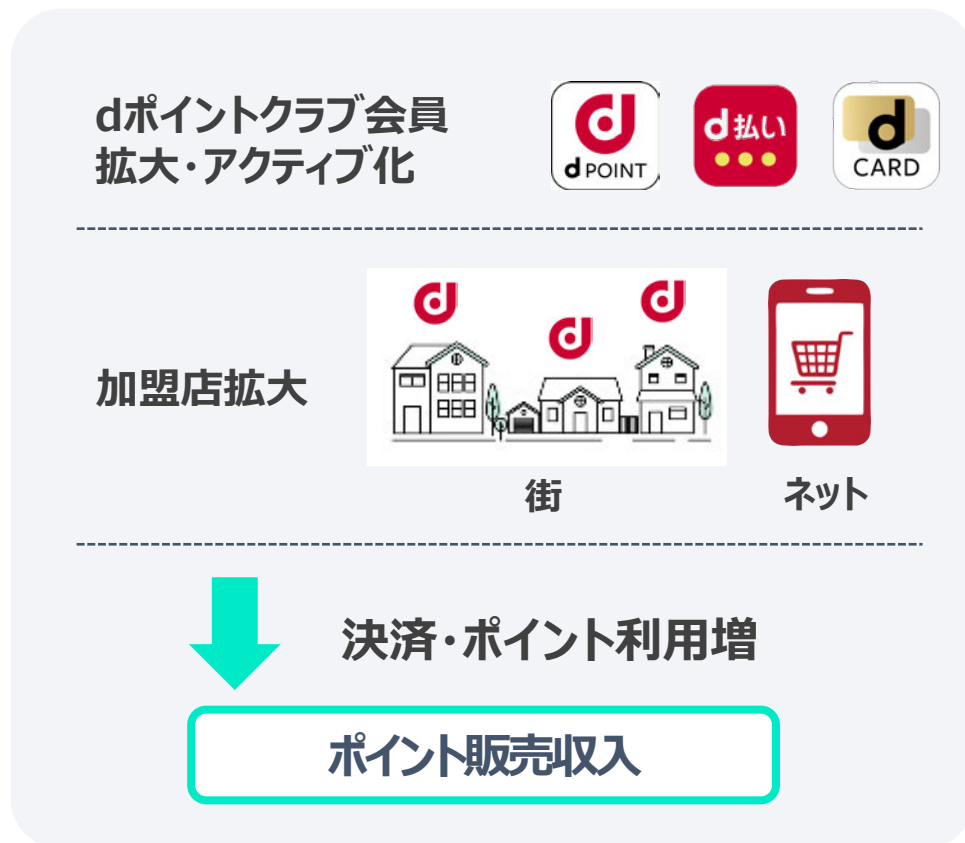 dポイントクラブ会員
拡大・アクティブ化
d POINT
d払い
d
CARD
加盟店拡大
d
d
d
街
ネット
決済・ポイント利用増
ポイント販売収入